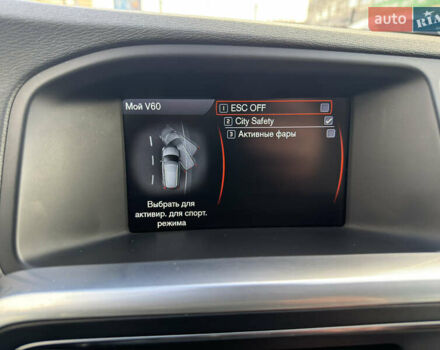 auto RIA
Мой V60
1 ESC OFF
2 City Safety
3 Активные фары
Выбрать для
активир. для спорт.
режима